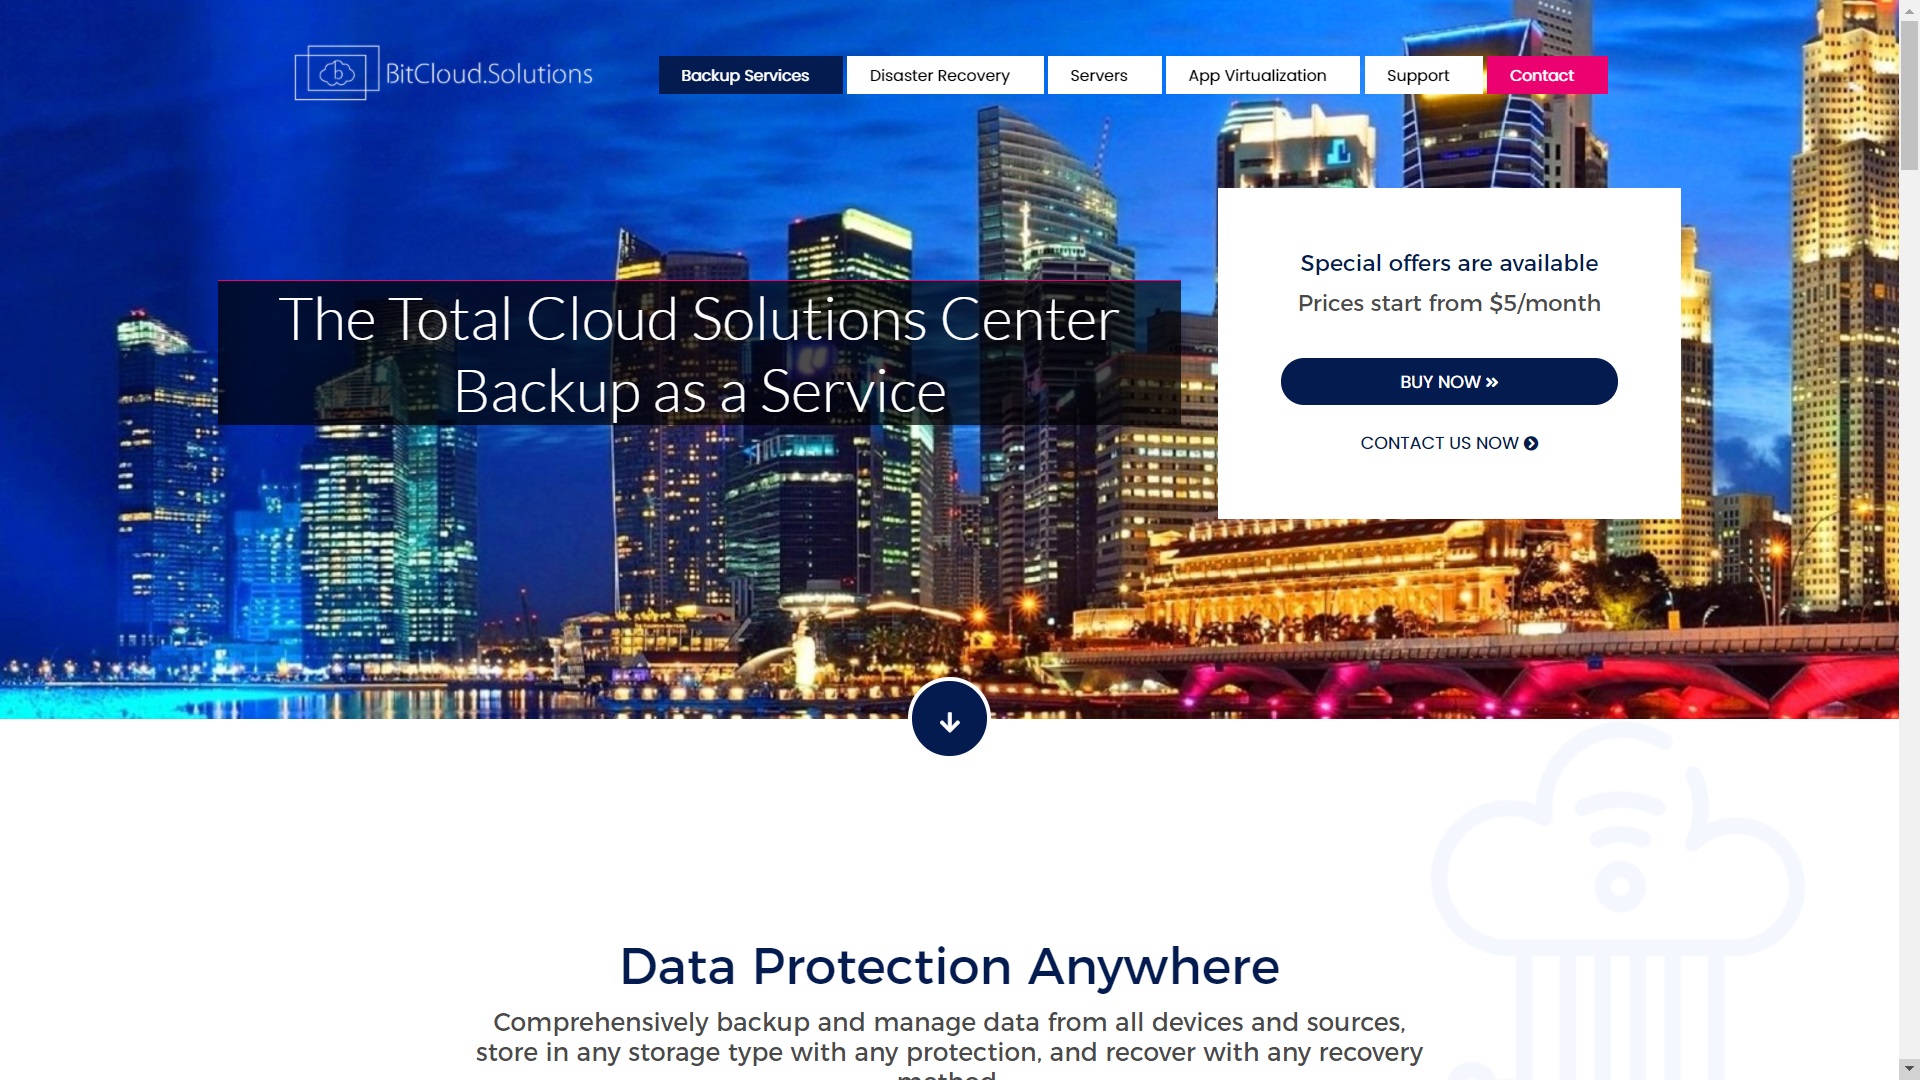 BitCloud.Solutions
Backup Services
Disaster Recovery
Servers
App Virtualization
Support
Contact
The Total Cloud Solutions Center
Backup as a Service
Special offers are available
Prices start from $5/month
BUY NOW
CONTACT US NOW
Data Protection Anywhere
Comprehensively backup and manage data from all devices and sources,
store in any storage type with any protection, and recover with any recovery
method